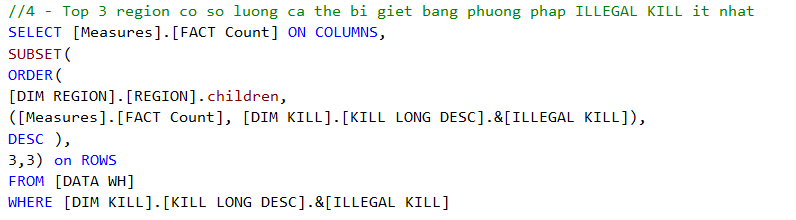 //4 - Top 3 region co so luong ca the bi giet bang phuong phap ILLEGAL KILL it nhat
SELECT [Measures].[FACT Count] ON COLUMNS,
SUBSET(
ORDER(
[DIM REGION].[REGION].children,
([Measures].[FACT Count], [DIM KILL].[KILL LONG DESC].&[ILLEGAL KILL]),
DESC ),
3,3) on ROWS
FROM [DATA WH]
WHERE [DIM KILL].[KILL LONG DESC].&[ILLEGAL KILL]